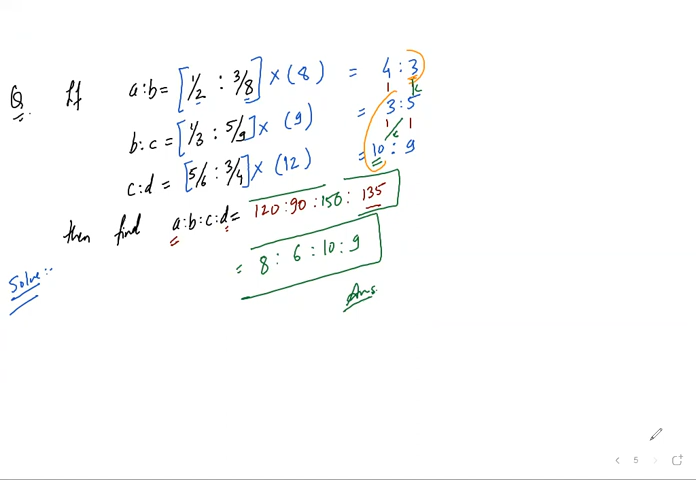 Q. If a:b = [1/2 : 3/8] × (8) = 4 : 3
b:c = [1/3 : 5/9] × (9) = 3 : 5
c:d = [5/6 : 3/4] × (12) = 10 : 9
then find a:b:c:d = 120 : 90 : 150 : 135
Solve:-
= 8 : 6 : 10 : 9
Ans.
5